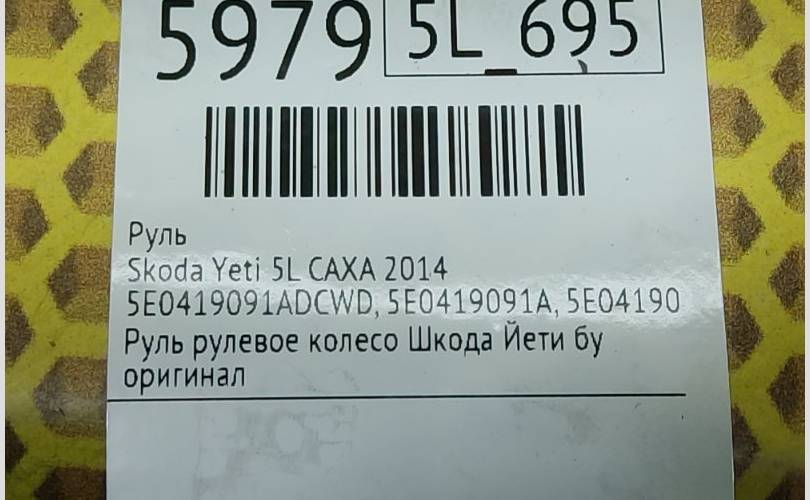 5979 5L_695
Руль
Skoda Yeti 5L CAXA 2014
5E0419091ADCWD, 5E0419091A, 5E04190
Руль рулевое колесо Шкода Йети бу
оригинал